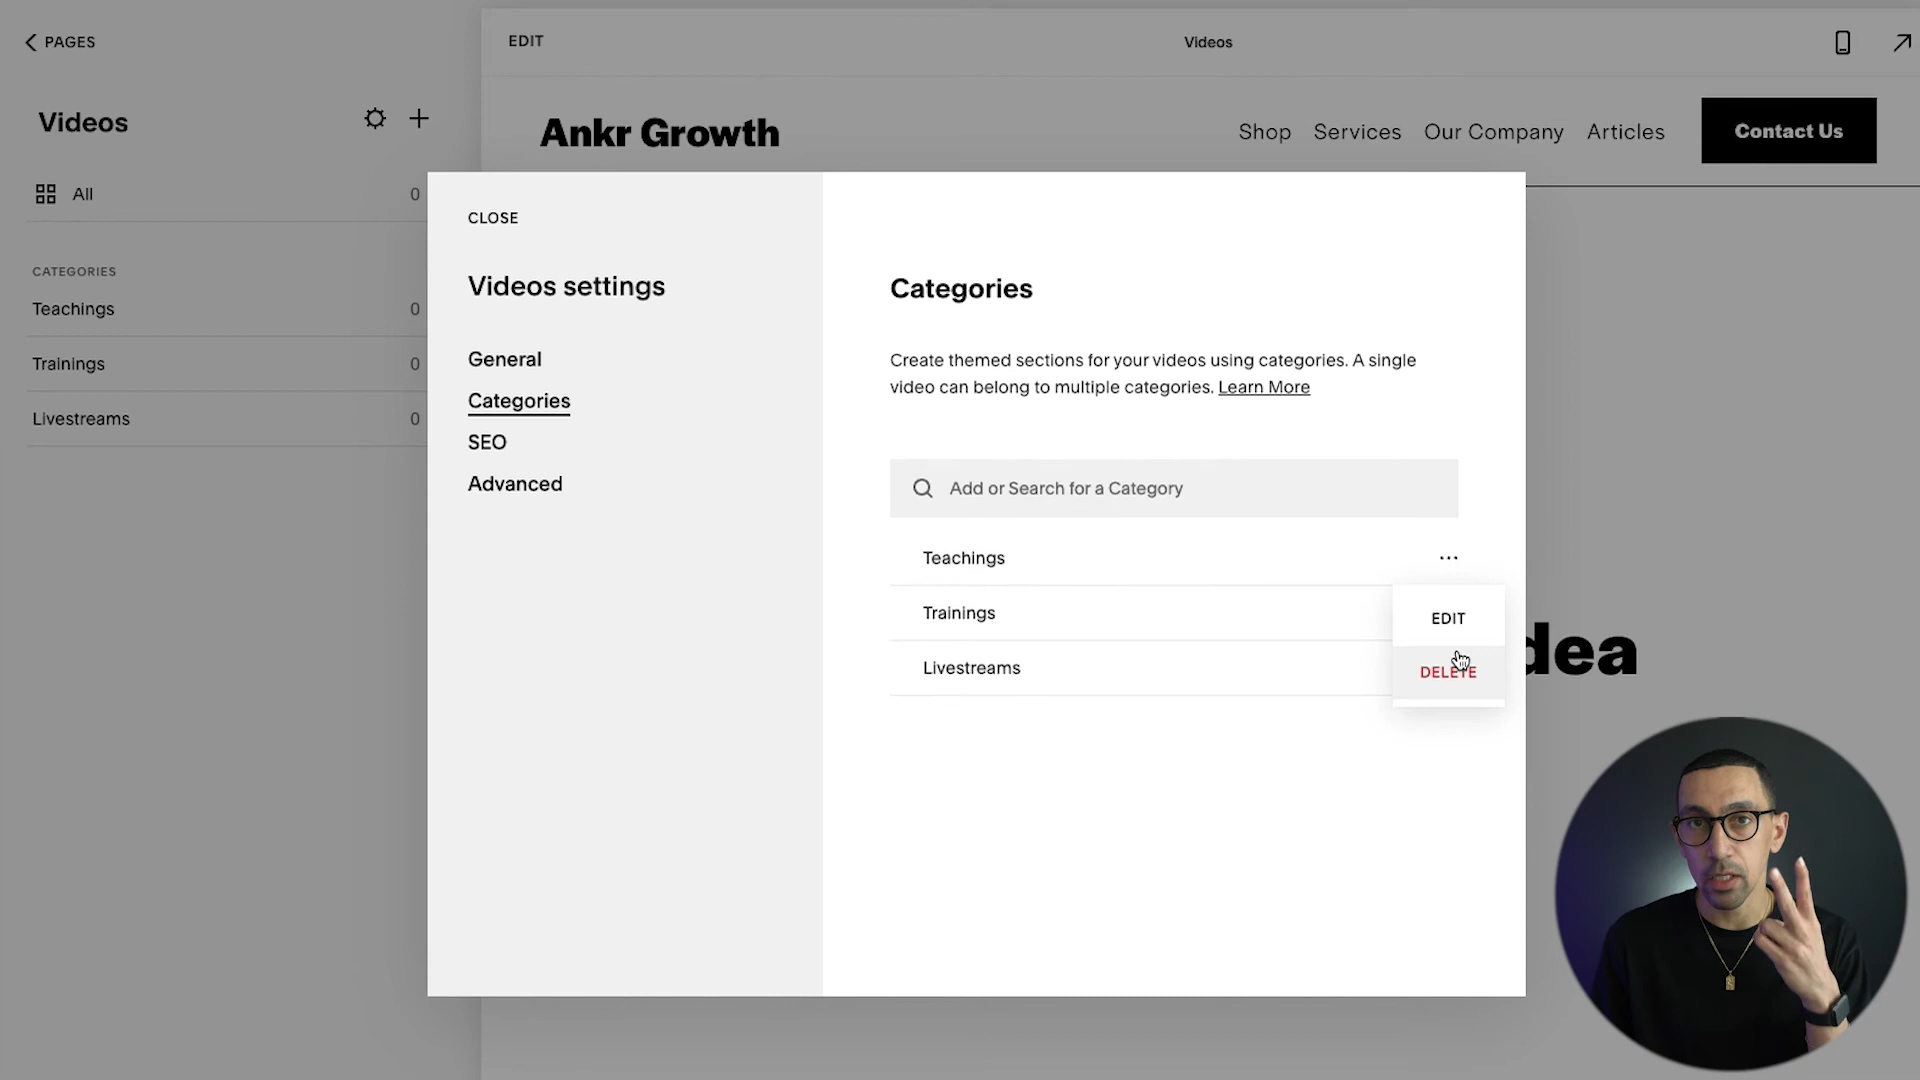 PAGES
Videos
All 0
CATEGORIES
Teachings 0
Trainings 0
Livestreams 0
EDIT
Videos
Ankr Growth
Shop Services Our Company Articles Contact Us
CLOSE
Videos settings
General
Categories
SEO
Advanced
Categories
Create themed sections for your videos using categories. A single
video can belong to multiple categories. Learn More
Add or Search for a Category
Teachings ...
Trainings
Livestreams
EDIT
DELETE
dea